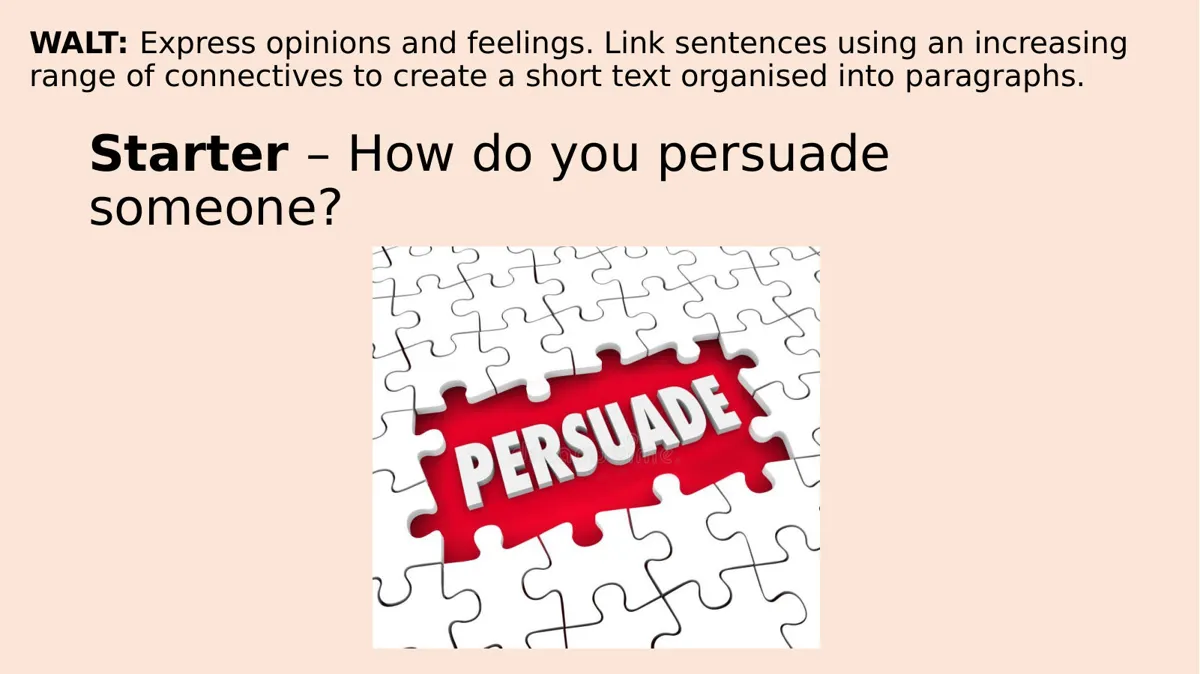 WALT: Express opinions and feelings. Link sentences using an increasing
range of connectives to create a short text organised into paragraphs.
Starter – How do you persuade
someone?
PERSUADE